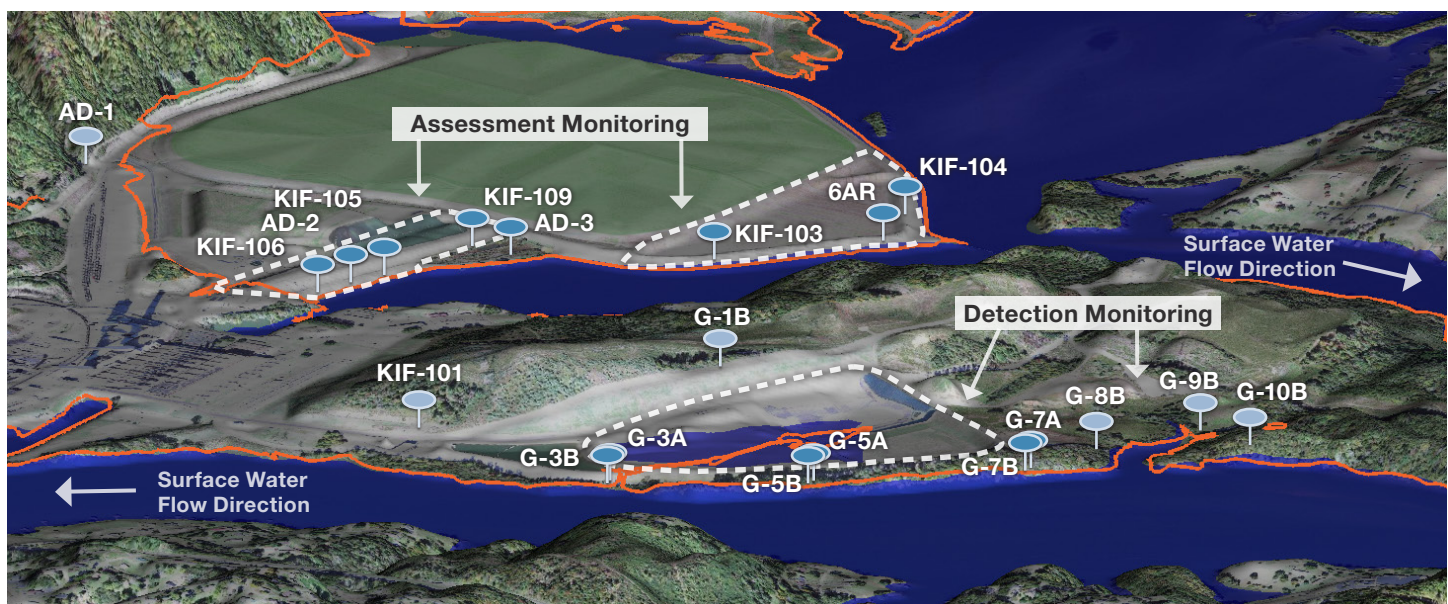 AD-1
Assessment Monitoring
KIF-104
KIF-105
KIF-109
6AR
AD-2
AD-3
KIF-103
KIF-106
Surface Water
Flow Direction
Detection Monitoring
G-1B
KIF-101
G-9B
G-8B
G-10B
G-7A
G-3A
G-5A
G-3B
G-7B
G-5B
Surface Water
Flow Direction